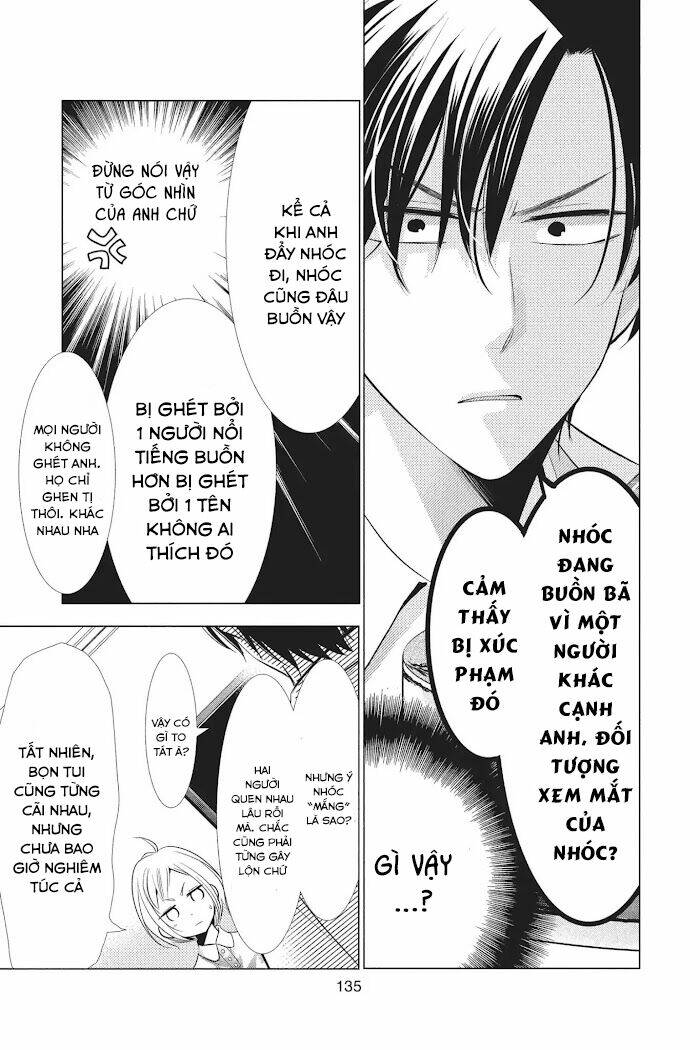 NHÓC
ĐANG
BUỒN BÃ
VÌ MỘT
NGƯỜI
KHÁC
CẠNH
ANH, ĐỐI
TƯỢNG
XEM MẮT
CỦA
NHÓC?
CẢM
THẤY
BỊ XÚC
PHẠM
ĐÓ
GÌ VẬY
...?
KỂ CẢ
KHI ANH
ĐẨY NHÓC
ĐI, NHÓC
CŨNG ĐÂU
BUỒN VẬY
ĐỪNG NÓI VẬY
TỪ GÓC NHÌN
CỦA ANH CHỨ
BỊ GHÉT BỞI
1 NGƯỜI NỔI
TIẾNG BUỒN
HƠN BỊ GHÉT
BỞI 1 TÊN
KHÔNG AI
THÍCH ĐÓ
MỌI NGƯỜI
KHÔNG
GHÉT ANH.
HỌ CHỈ
GHEN TỊ
THÔI. KHÁC
NHAU NHA
NHƯNG Ý
NHÓC
“MẮNG”
LÀ SAO?
HAI
NGƯỜI
QUEN NHAU
LÂU RỒI
MÀ. CHẮC
CŨNG PHẢI
TỪNG GÂY
LỘN CHỨ
VẬY CÓ
GÌ TO
TÁT À?
TẤT NHIÊN,
BỌN TUI
CŨNG TỪNG
CÃI NHAU,
NHƯNG
CHƯA BAO
GIỜ NGHIÊM
TÚC CẢ
135